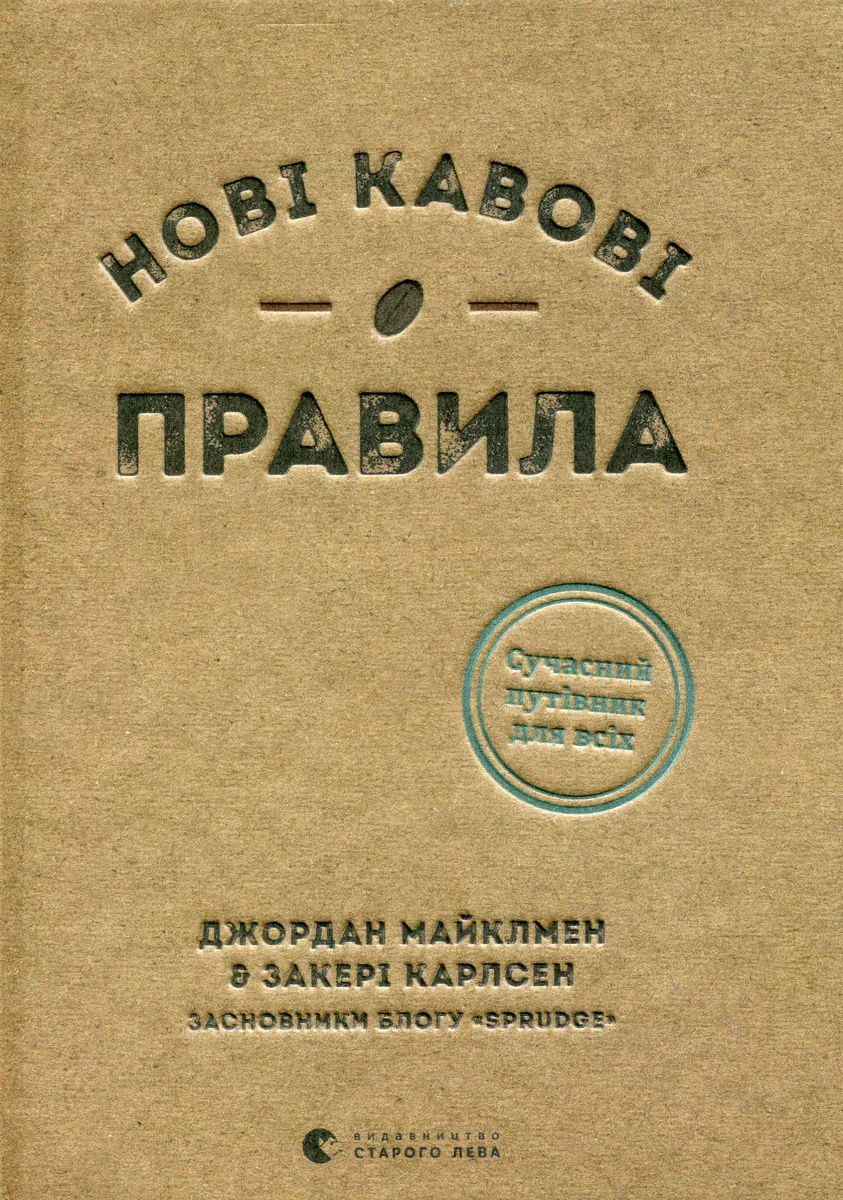 НОВІ КАВОВІ
ПРАВИЛА
Сучасний
путівник
для всіх
ДЖОРДАН МАЙКЛМЕН
& ЗАКЕРІ КАРЛСЕН
ЗАСНОВНИКИ БЛОГУ «SPRUDGE»
ВИДАВНИЦТВО
СТАРОГО ЛЕВА